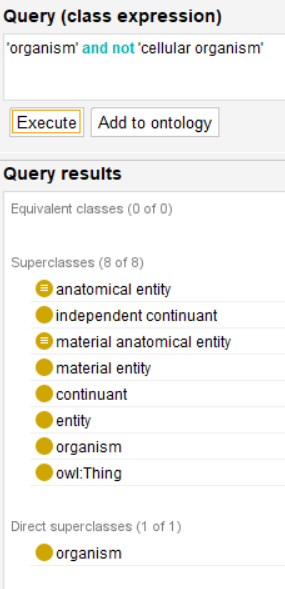 Query (class expression)
'organism' and not 'cellular organism'
Execute Add to ontology
Query results
Equivalent classes (0 of 0)
Superclasses (8 of 8)
anatomical entity
independent continuant
material anatomical entity
material entity
continuant
entity
organism
owl:Thing
Direct superclasses (1 of 1)
organism